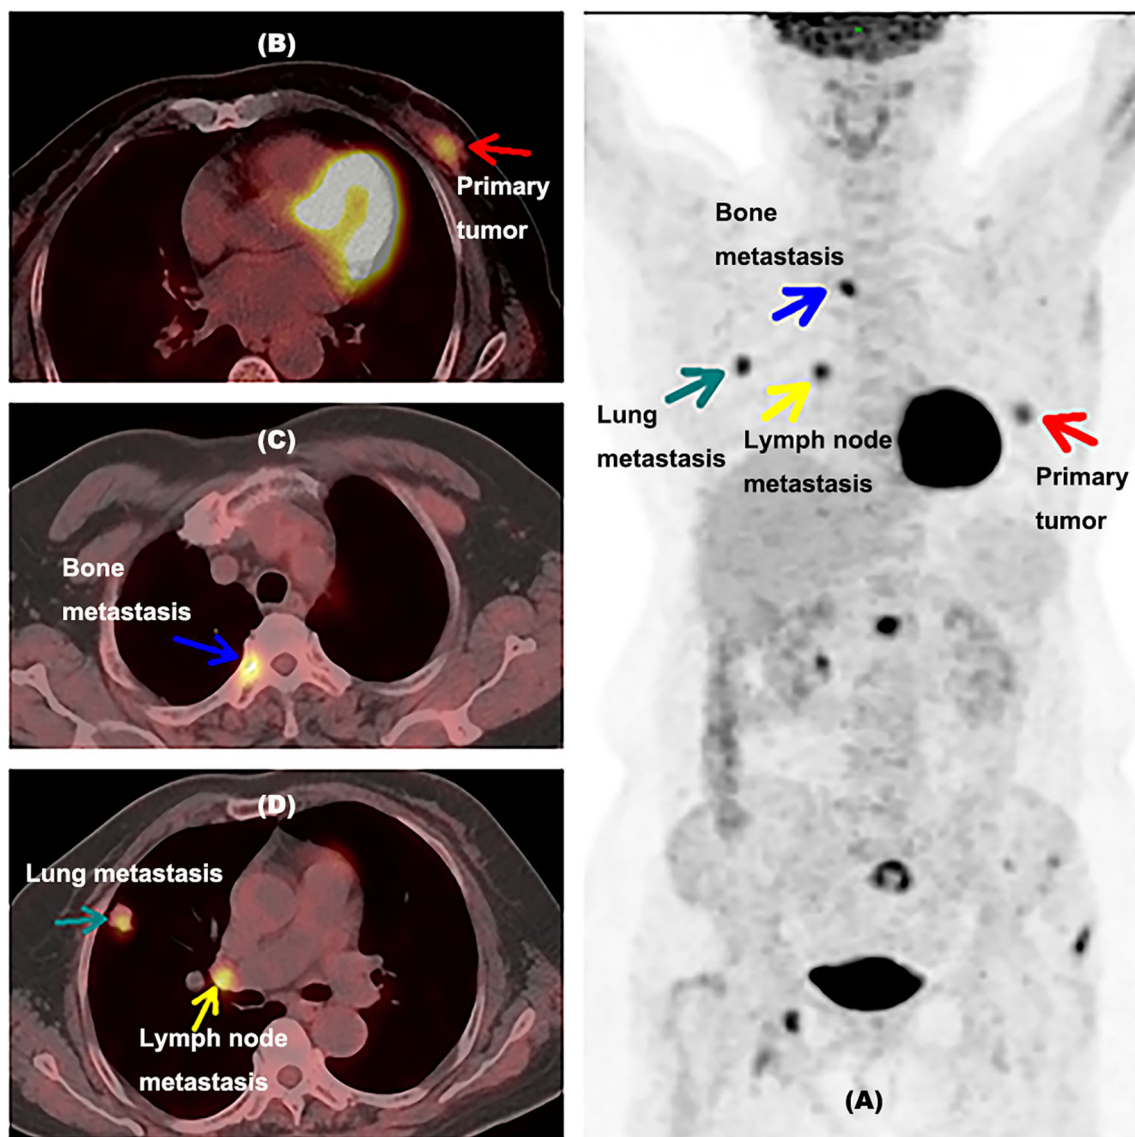 (B)
Primary
tumor
(C)
Bone
metastasis
(D)
Lung metastasis
Lymph node
metastasis
Bone
metastasis
Lung
metastasis
Lymph node
metastasis
Primary
tumor
(A)